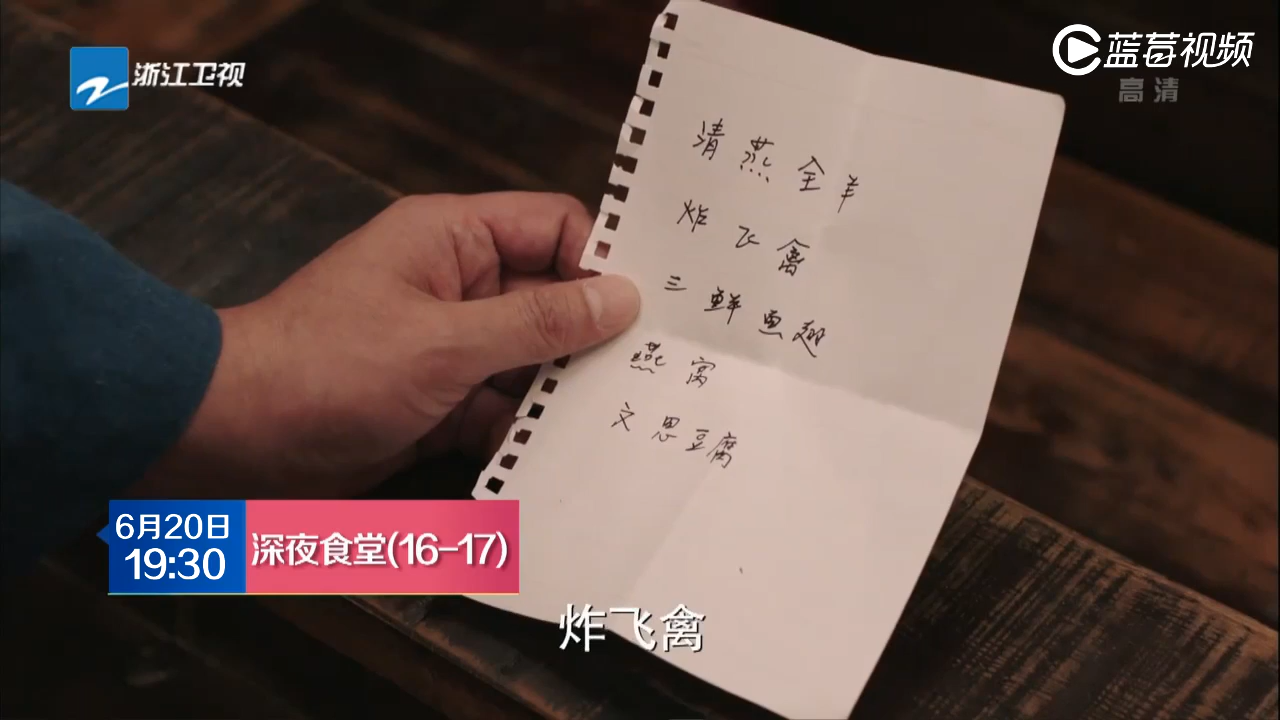 浙江卫视
蓝莓视频
高清
清蒸全羊
炸飞禽
三鲜鱼翅
燕窝
文思豆腐
6月20日
19:30
深夜食堂(16-17)
炸飞禽